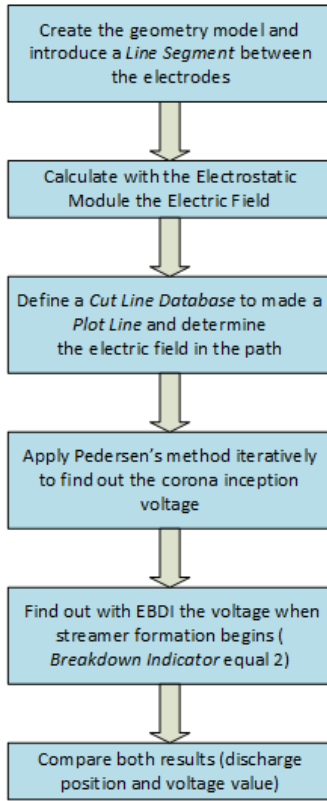 Create the geometry model and
introduce a Line Segment between
the electrodes
Calculate with the Electrostatic
Module the Electric Field
Define a Cut Line Database to made a
Plot Line and determine
the electric field in the path
Apply Pedersen's method iteratively
to find out the corona inception
voltage
Find out with EBDI the voltage when
streamer formation begins (
Breakdown Indicator equal 2)
Compare both results (discharge
position and voltage value)